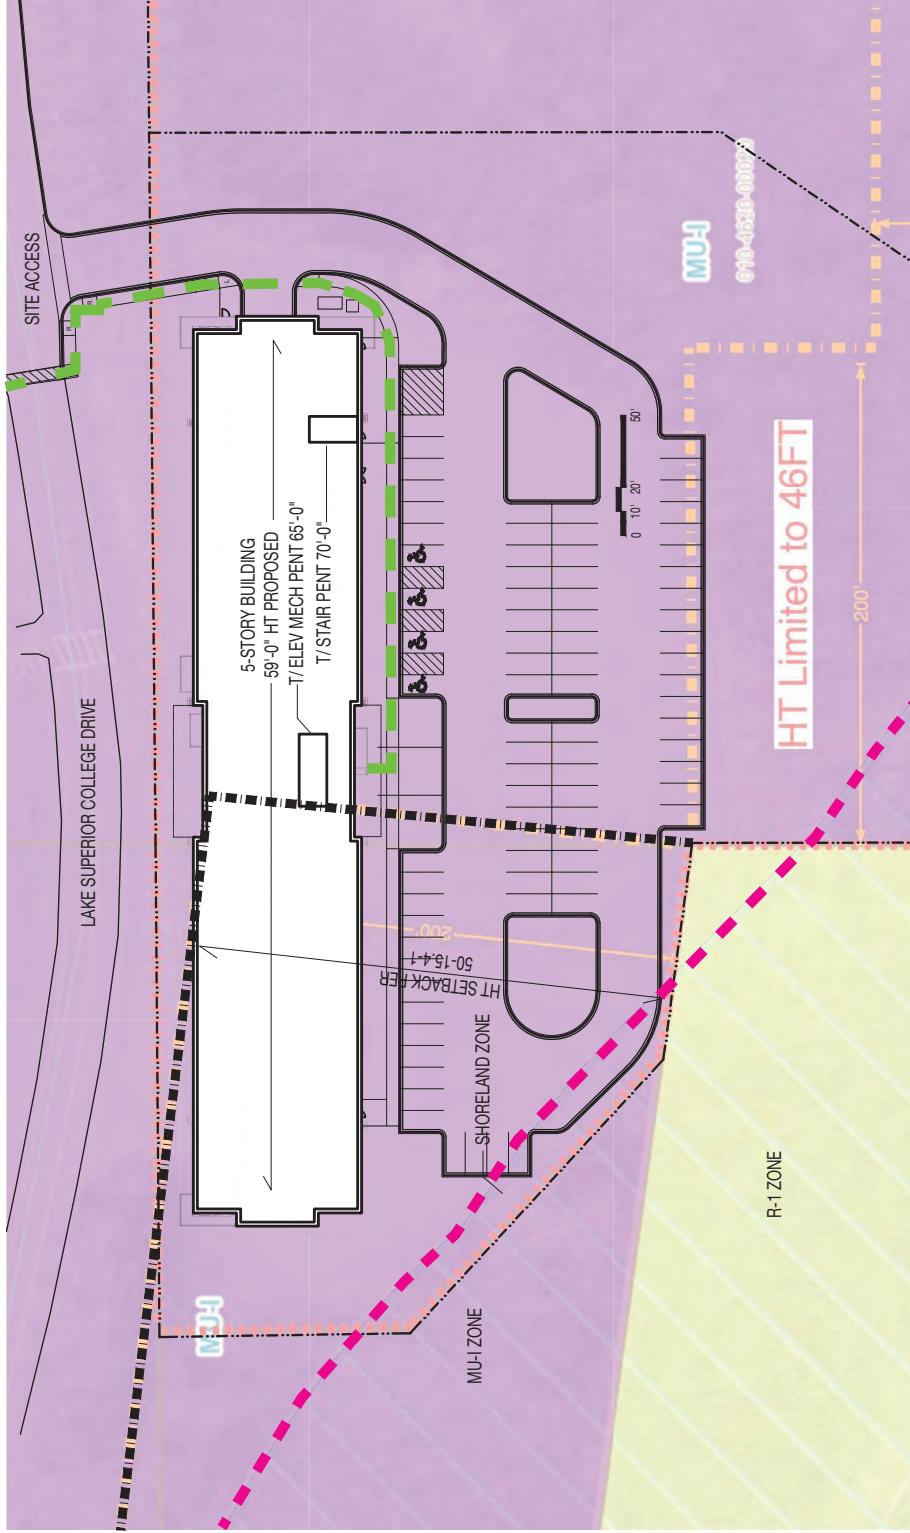 SITE ACCESS
LAKE SUPERIOR COLLEGE DRIVE
5-STORY BUILDING
59'-0" HT PROPOSED
T/ ELEV MECH PENT 65'-0"
T/ STAIR PENT 70'-0"
MU-I
0 10' 20' 50'
HT Limited to 46FT
200'
200'
HT SETBACK PER
50-15.4-1
SHORELAND ZONE
MU-I
MU-I ZONE
R-1 ZONE